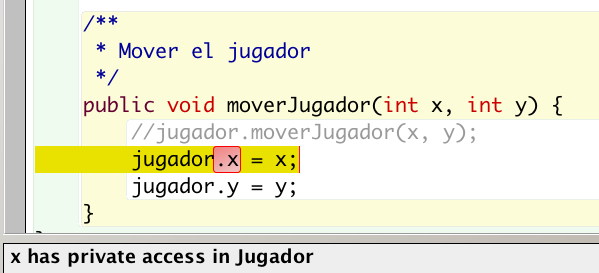 /**
* Mover el jugador
*/
public void moverJugador(int x, int y) {
//jugador.moverJugador(x, y);
jugador.x = x;
jugador.y = y;
}
x has private access in Jugador